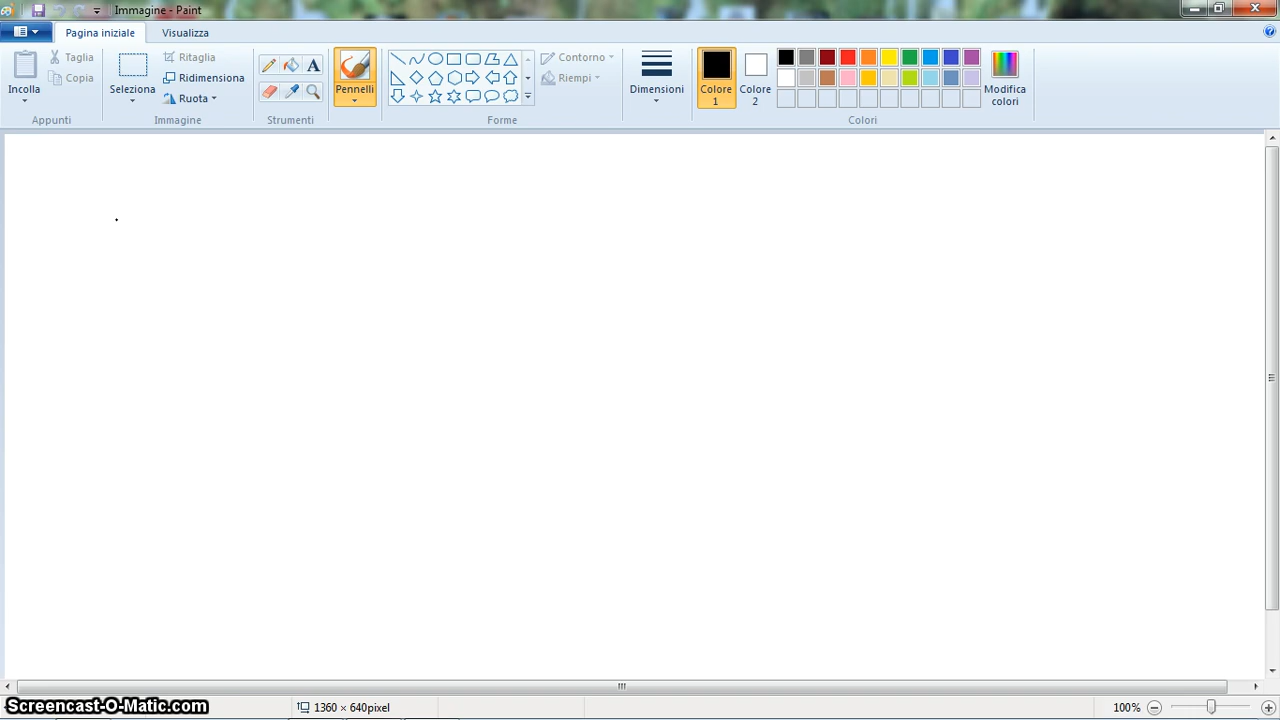 Immagine - Paint
Pagina iniziale
Visualizza
Incolla
Taglia
Copia
Appunti
Seleziona
Ritaglia
Ridimensiona
Ruota
Immagine
A
Strumenti
Pennelli
Forme
Contorno
Riempi
Dimensioni
Colore
1
Colore
2
Modifica
colori
Colori
Screencast-O-Matic.com
1360 × 640pixel
100%